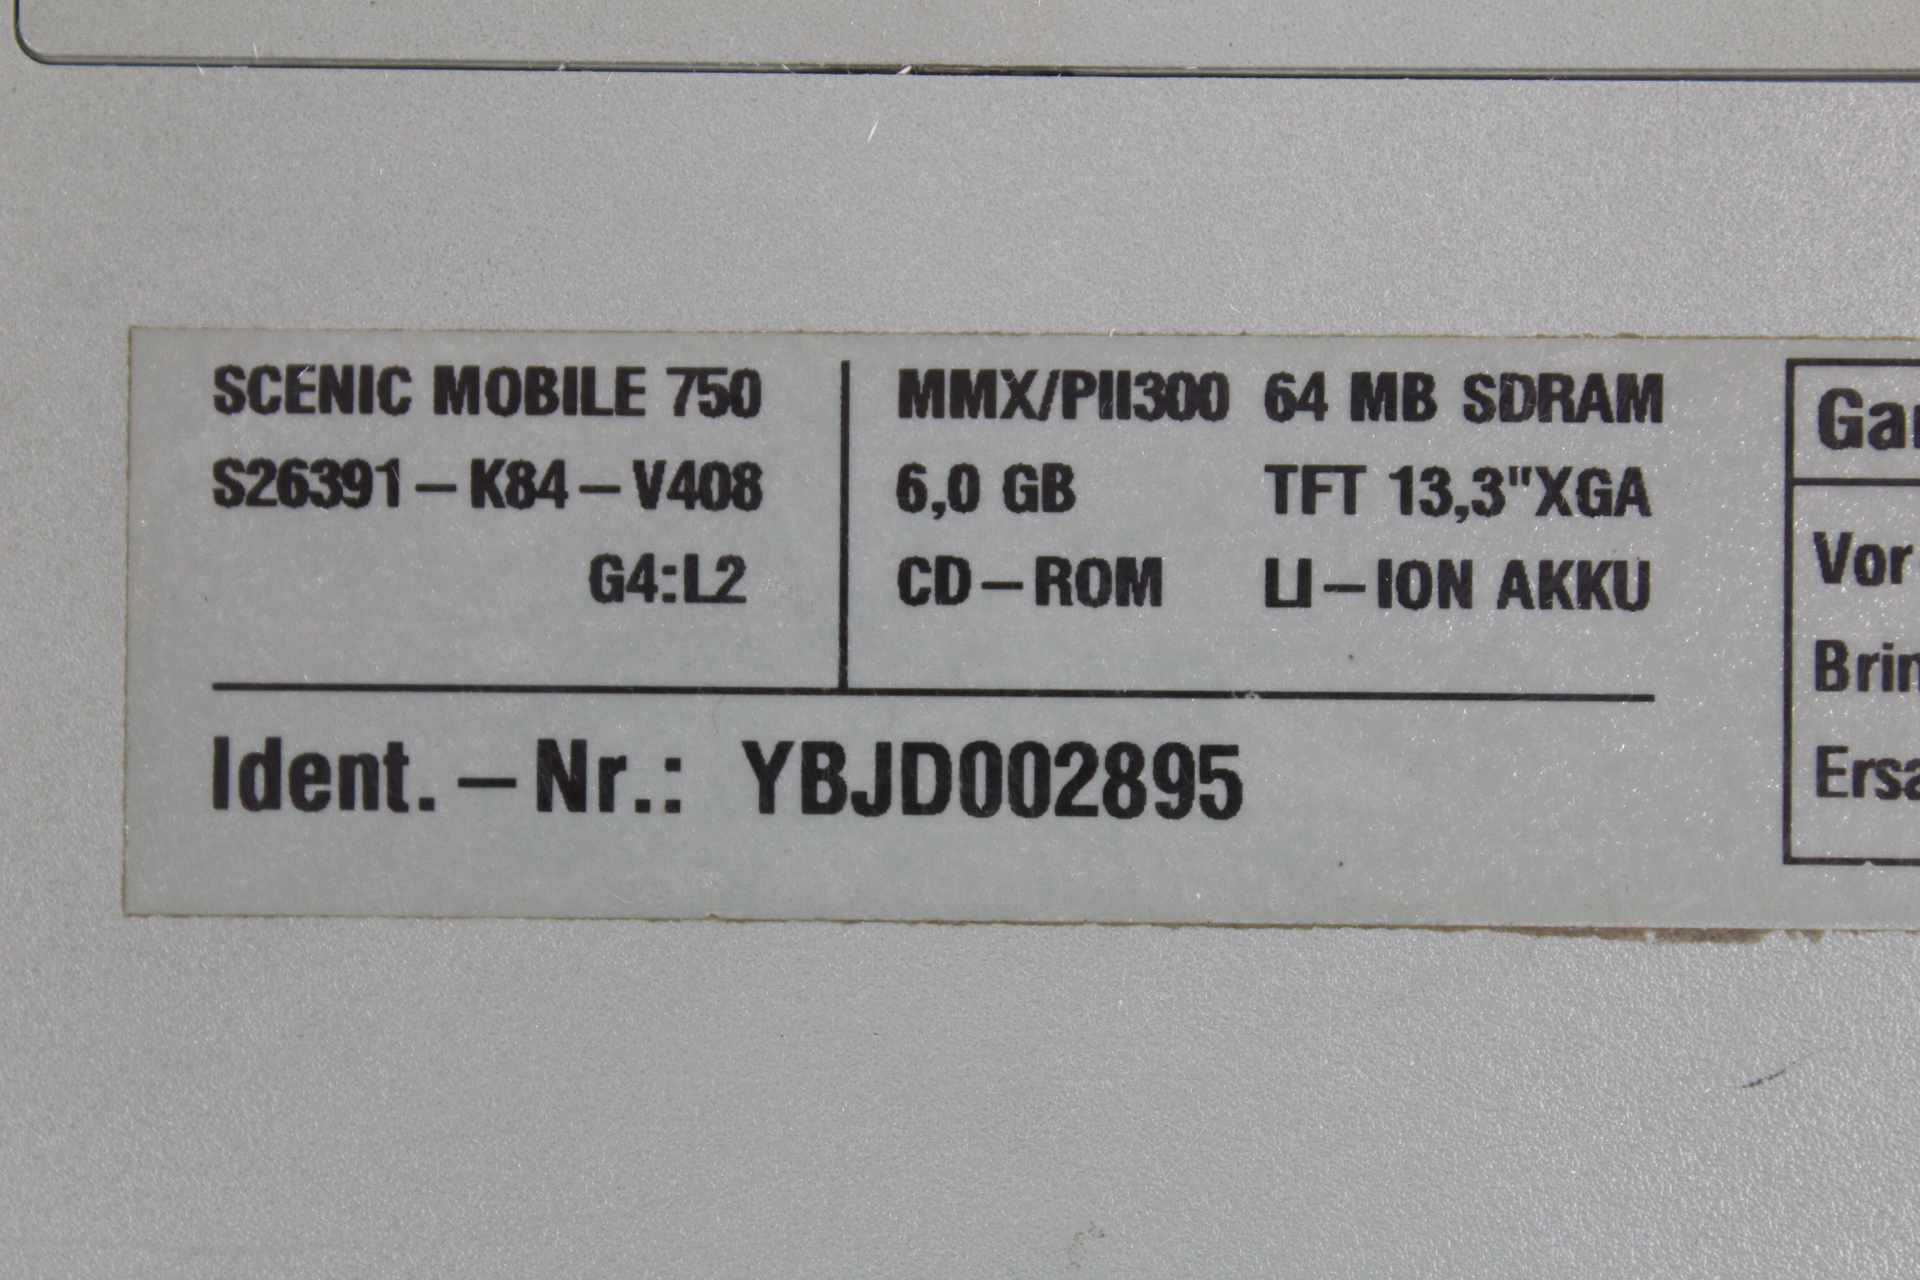 SCENIC MOBILE 750
S26391-K84-V408
G4:L2
MMX/PII300 64 MB SDRAM
6,0 GB TFT 13,3"XGA
CD-ROM LI-ION AKKU
Ident.-Nr.: YBJD002895
Vor